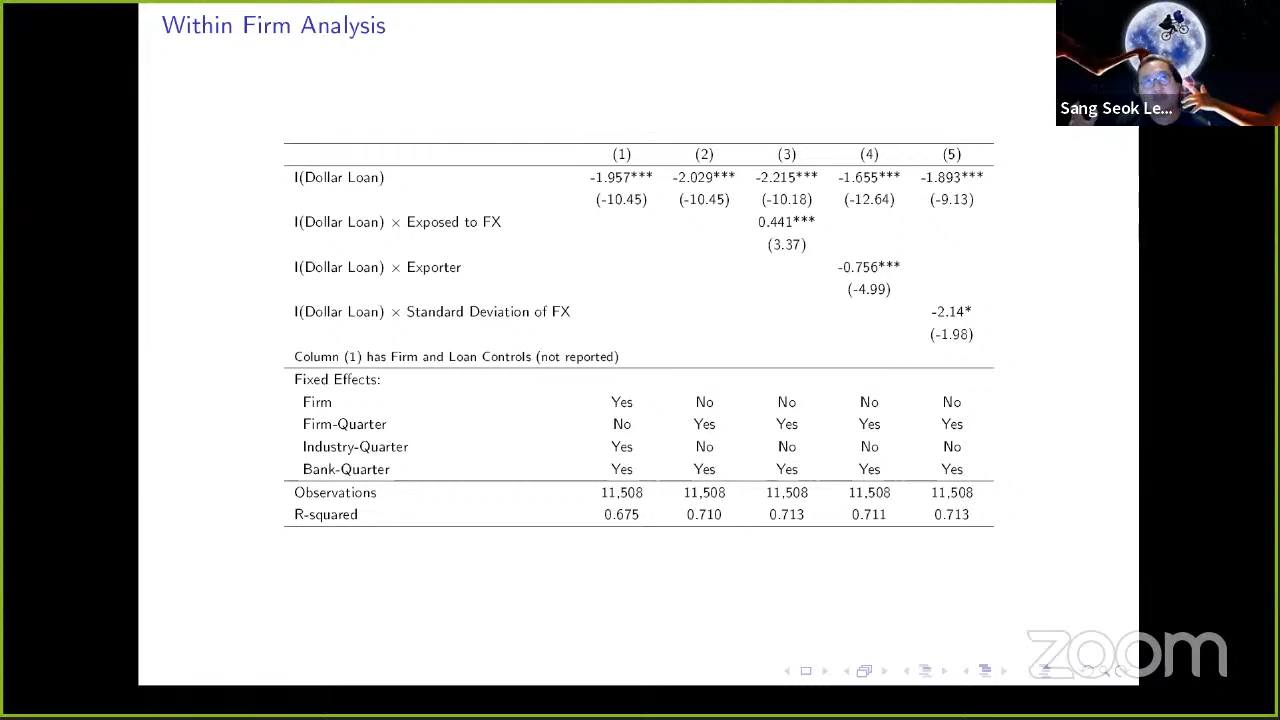 Within Firm Analysis
Sang Seok Le...
(1) (2) (3) (4) (5)
I(Dollar Loan) -1.957*** -2.029*** -2.215*** -1.655*** -1.893***
(-10.45) (-10.45) (-10.18) (-12.64) (-9.13)
I(Dollar Loan) × Exposed to FX 0.441***
(3.37)
I(Dollar Loan) × Exporter -0.756***
(-4.99)
I(Dollar Loan) × Standard Deviation of FX -2.14*
(-1.98)
Column (1) has Firm and Loan Controls (not reported)
Fixed Effects:
Firm Yes No No No No
Firm-Quarter No Yes Yes Yes Yes
Industry-Quarter Yes No No No No
Bank-Quarter Yes Yes Yes Yes Yes
Observations 11,508 11,508 11,508 11,508 11,508
R-squared 0.675 0.710 0.713 0.711 0.713
zoom